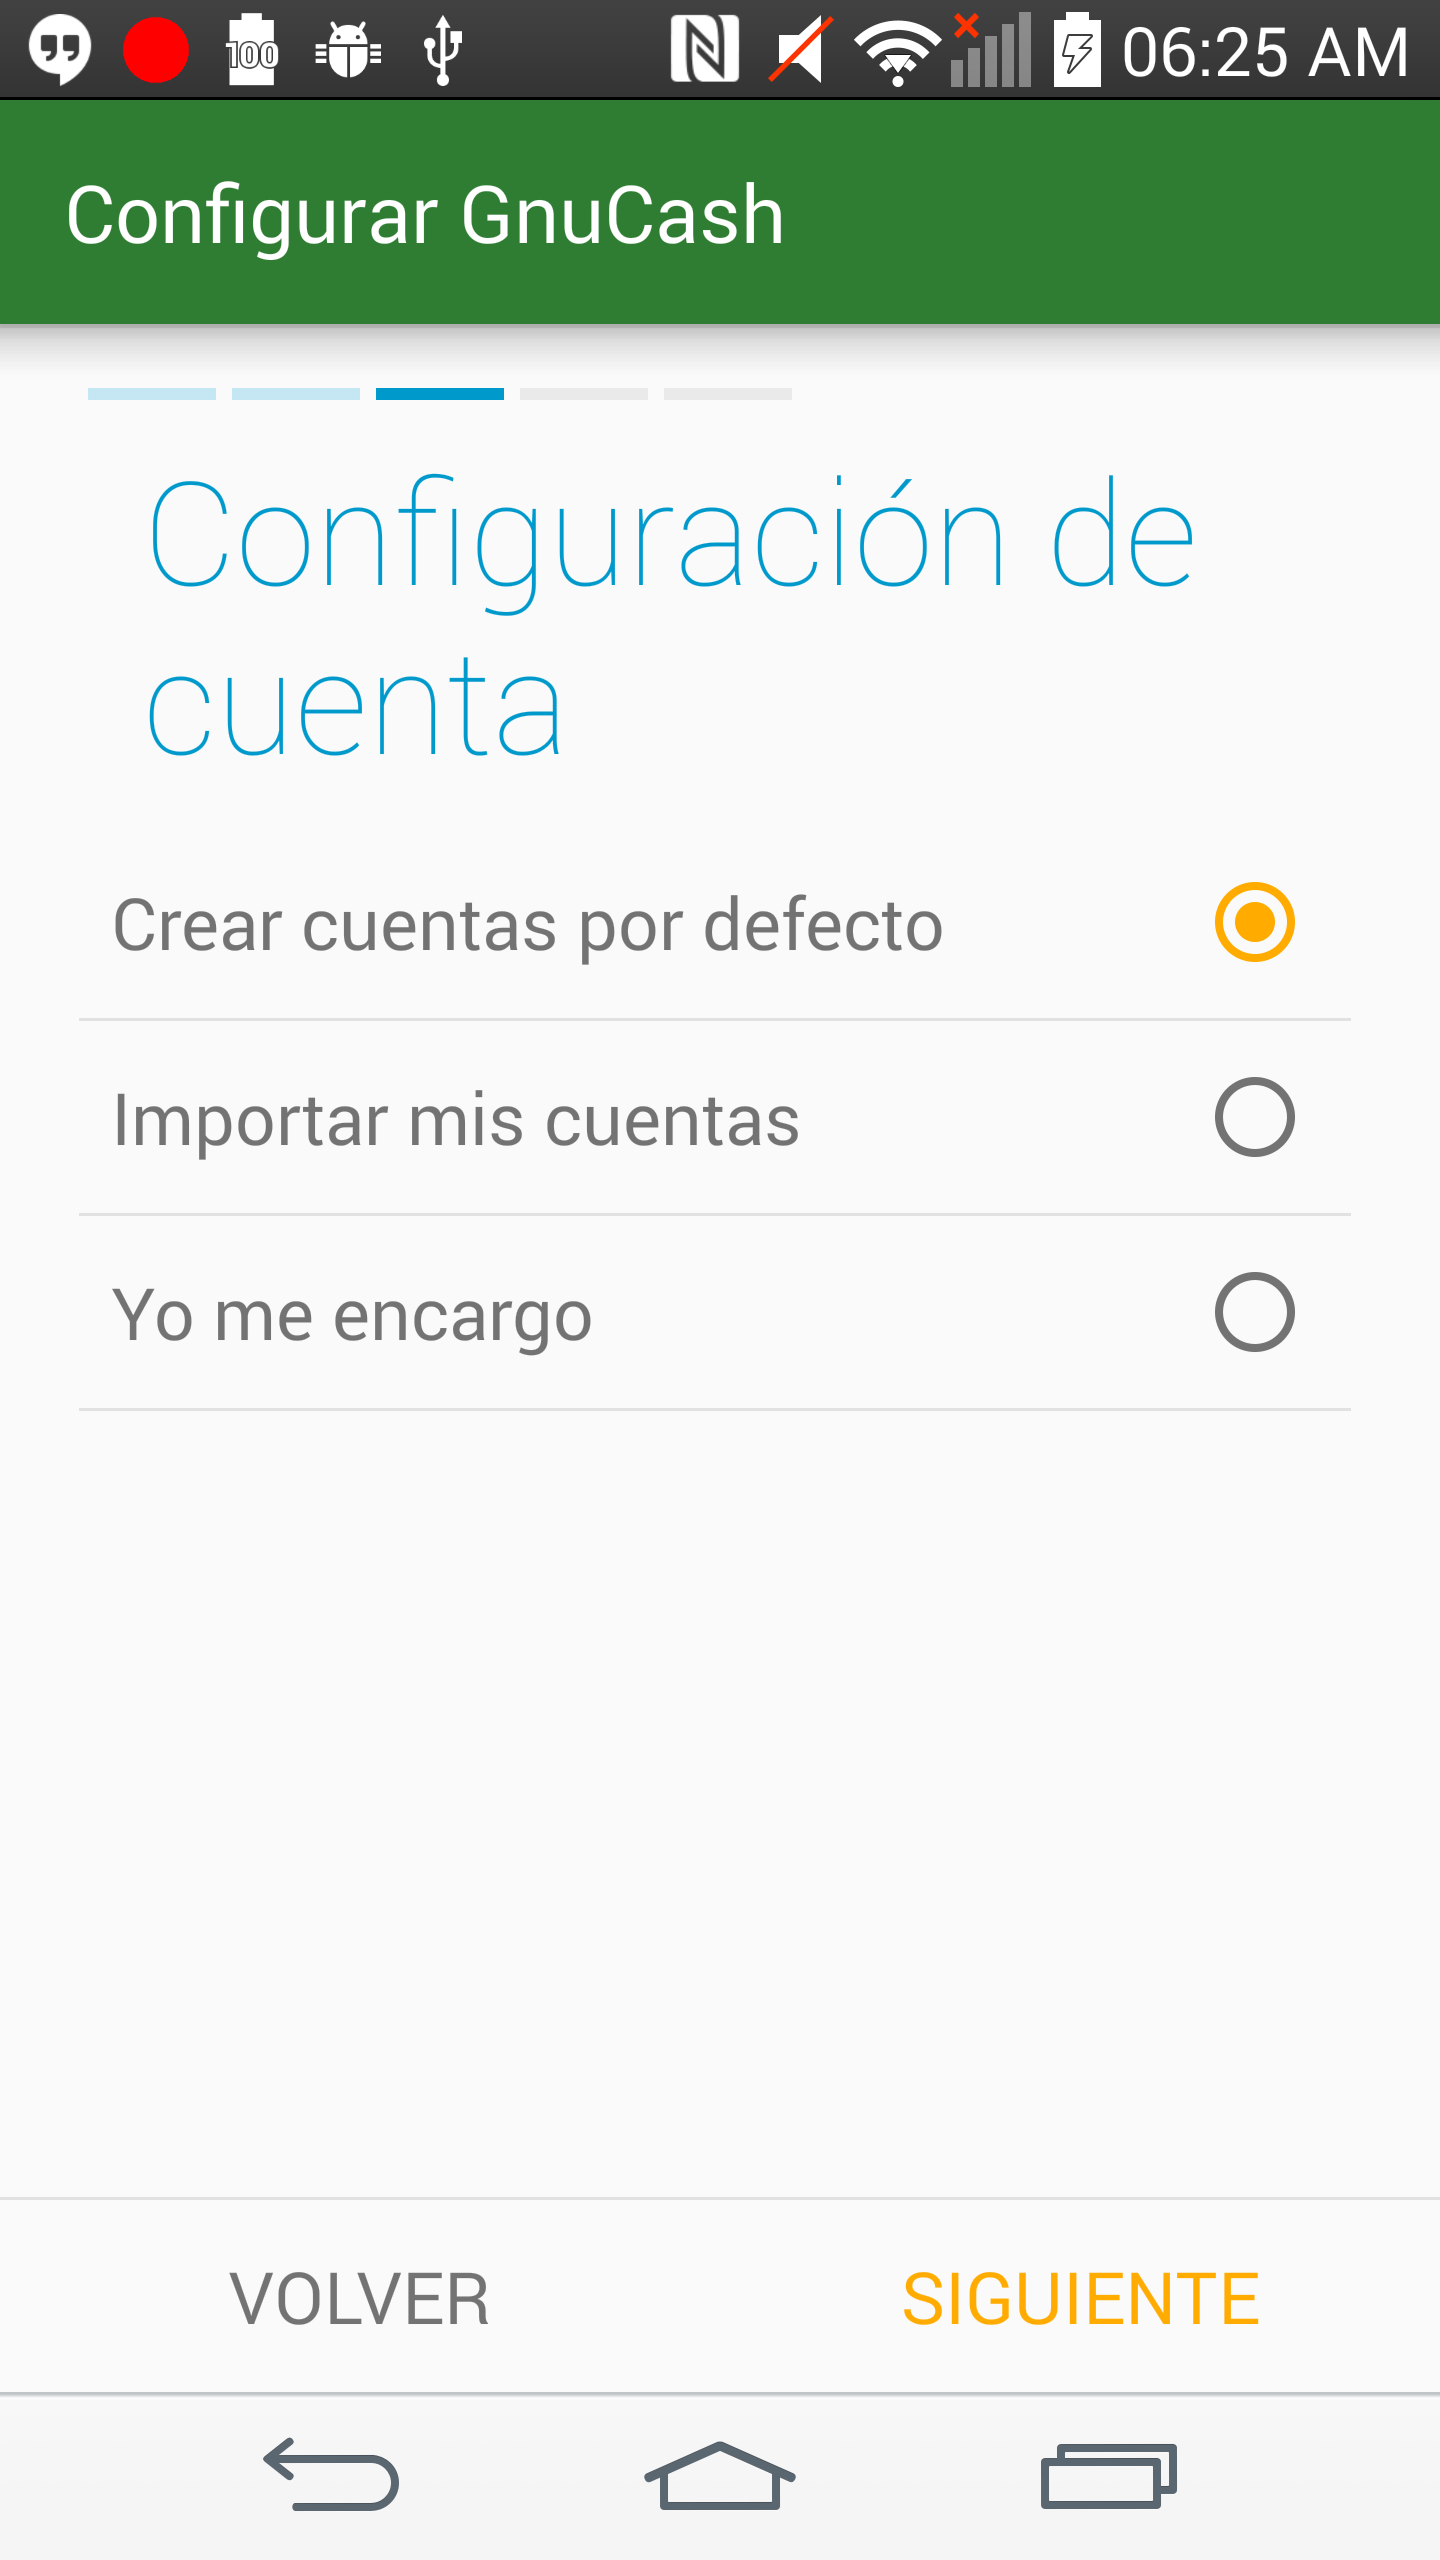 100
06:25 AM
Configurar GnuCash
Configuración de
cuenta
Crear cuentas por defecto
Importar mis cuentas
Yo me encargo
VOLVER
SIGUIENTE